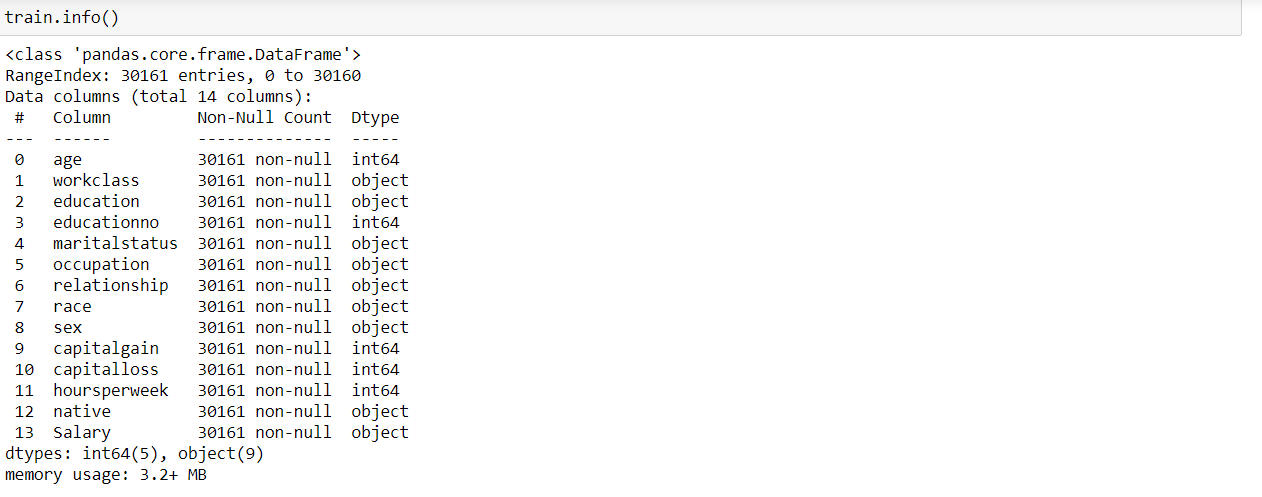 train.info()
<class 'pandas.core.frame.DataFrame'>
RangeIndex: 30161 entries, 0 to 30160
Data columns (total 14 columns):
 #   Column         Non-Null Count  Dtype
---  ------         --------------  -----
 0   age            30161 non-null  int64
 1   workclass      30161 non-null  object
 2   education      30161 non-null  object
 3   educationno    30161 non-null  int64
 4   maritalstatus  30161 non-null  object
 5   occupation     30161 non-null  object
 6   relationship   30161 non-null  object
 7   race           30161 non-null  object
 8   sex            30161 non-null  object
 9   capitalgain    30161 non-null  int64
 10  capitalloss    30161 non-null  int64
 11  hoursperweek   30161 non-null  int64
 12  native         30161 non-null  object
 13  Salary         30161 non-null  object
dtypes: int64(5), object(9)
memory usage: 3.2+ MB